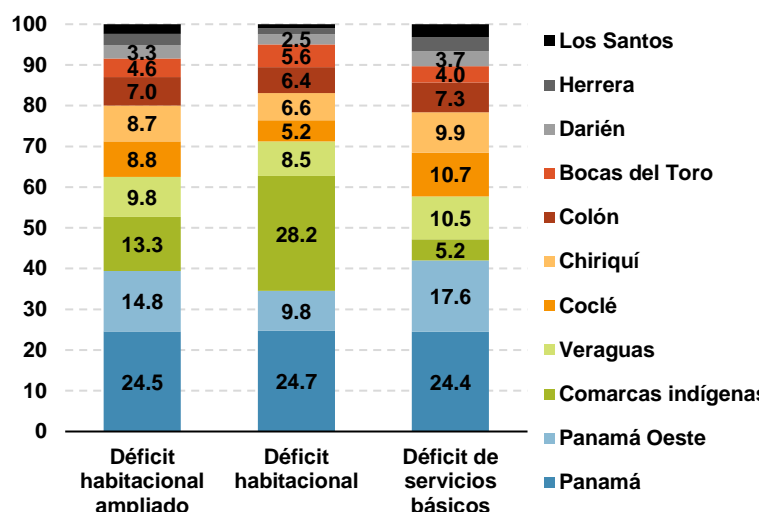 100
90
80
70
60
50
40
30
20
10
0
3.3
4.6
7.0
8.7
8.8
9.8
13.3
14.8
24.5
2.5
5.6
6.4
6.6
5.2
8.5
28.2
9.8
24.7
3.7
4.0
7.3
9.9
10.7
10.5
5.2
17.6
24.4
Déficit
habitacional
ampliado
Déficit
habitacional
Déficit de
servicios
básicos
Los Santos
Herrera
Darién
Bocas del Toro
Colón
Chiriquí
Coclé
Veraguas
Comarcas indígenas
Panamá Oeste
Panamá